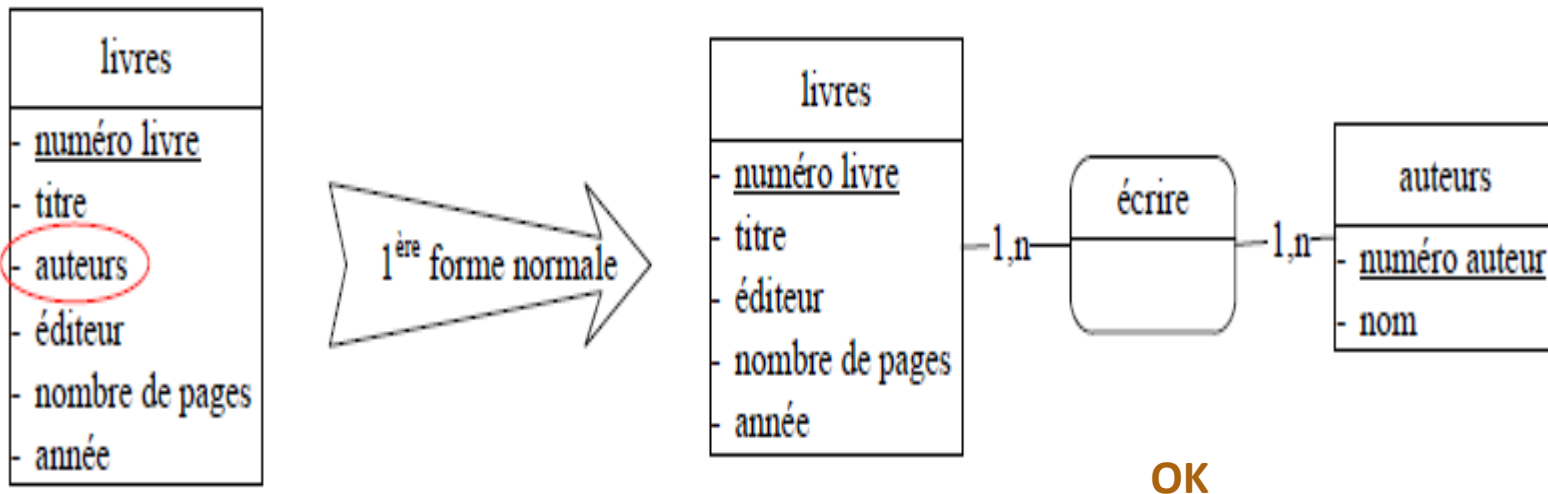 livres
- numéro livre
- titre
- auteurs
- éditeur
- nombre de pages
- année
1ère forme normale
livres
- numéro livre
- titre
- éditeur
- nombre de pages
- année
1,n
écrire
1,n
auteurs
- numéro auteur
- nom
OK